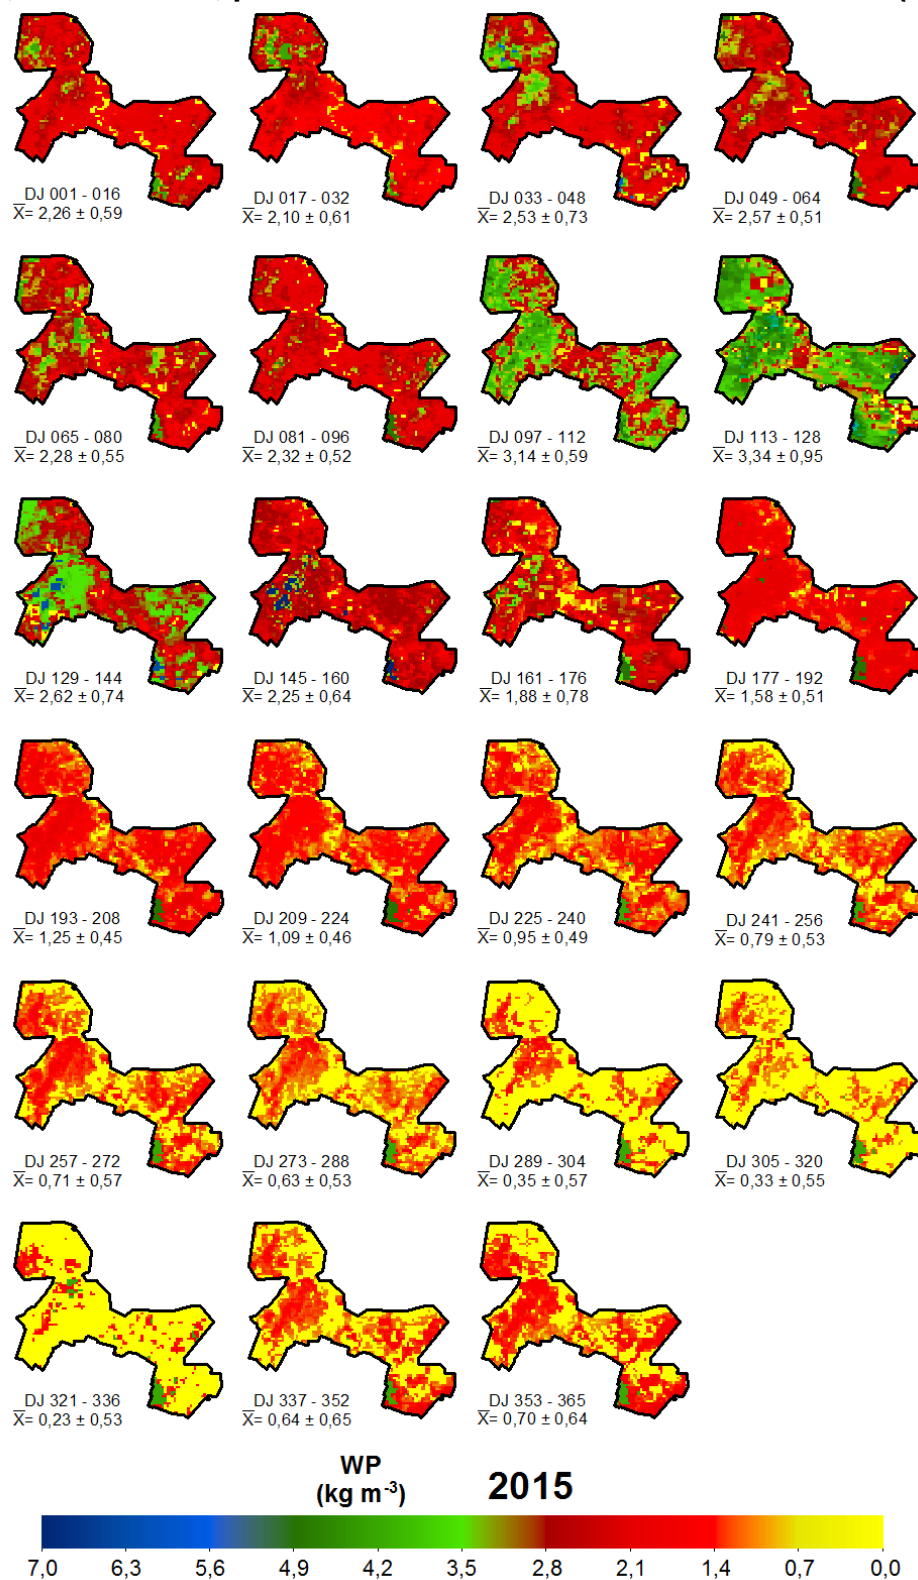 DJ 001 - 016
X= 2,26 ± 0,59
DJ 017 - 032
X= 2,10 ± 0,61
DJ 033 - 048
X= 2,53 ± 0,73
DJ 049 - 064
X= 2,57 ± 0,51
DJ 065 - 080
X= 2,28 ± 0,55
DJ 081 - 096
X= 2,32 ± 0,52
DJ 097 - 112
X= 3,14 ± 0,59
DJ 113 - 128
X= 3,34 ± 0,95
DJ 129 - 144
X= 2,62 ± 0,74
DJ 145 - 160
X= 2,25 ± 0,64
DJ 161 - 176
X= 1,88 ± 0,78
DJ 177 - 192
X= 1,58 ± 0,51
DJ 193 - 208
X= 1,25 ± 0,45
DJ 209 - 224
X= 1,09 ± 0,46
DJ 225 - 240
X= 0,95 ± 0,49
DJ 241 - 256
X= 0,79 ± 0,53
DJ 257 - 272
X= 0,71 ± 0,57
DJ 273 - 288
X= 0,63 ± 0,53
DJ 289 - 304
X= 0,35 ± 0,57
DJ 305 - 320
X= 0,33 ± 0,55
DJ 321 - 336
X= 0,23 ± 0,53
DJ 337 - 352
X= 0,64 ± 0,65
DJ 353 - 365
X= 0,70 ± 0,64
WP
(kg m⁻³)
2015
7,0 6,3 5,6 4,9 4,2 3,5 2,8 2,1 1,4 0,7 0,0